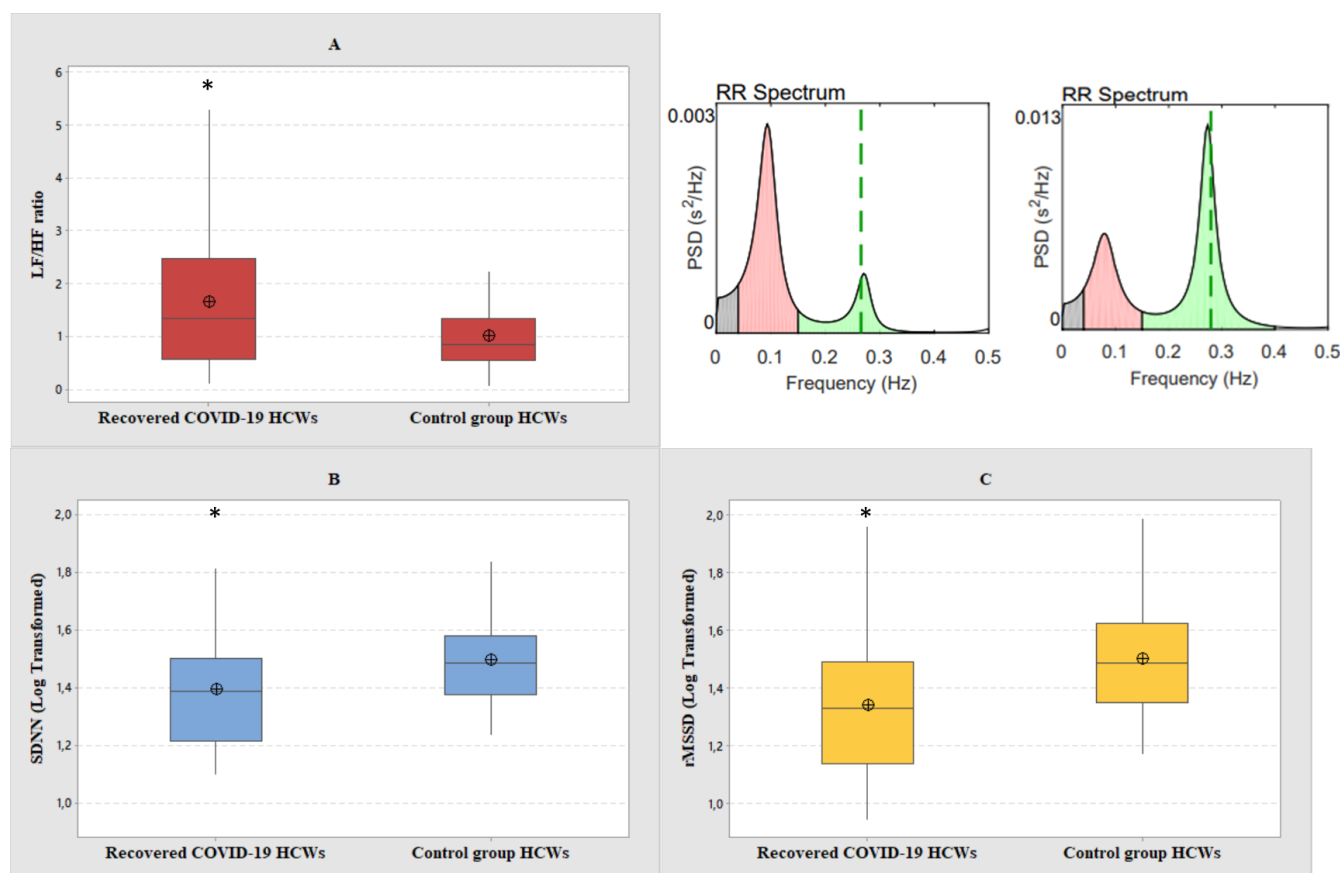 A
6
5
4
3
2
1
0
LF/HF ratio
*
Recovered COVID-19 HCWs
Control group HCWs
RR Spectrum
0.003
0
PSD (s²/Hz)
0 0.1 0.2 0.3 0.4 0.5
Frequency (Hz)
RR Spectrum
0.013
0
PSD (s²/Hz)
0 0.1 0.2 0.3 0.4 0.5
Frequency (Hz)
B
2,0
1,8
1,6
1,4
1,2
1,0
SDNN (Log Transformed)
*
Recovered COVID-19 HCWs
Control group HCWs
C
2,0
1,8
1,6
1,4
1,2
1,0
rMSSD (Log Transformed)
*
Recovered COVID-19 HCWs
Control group HCWs